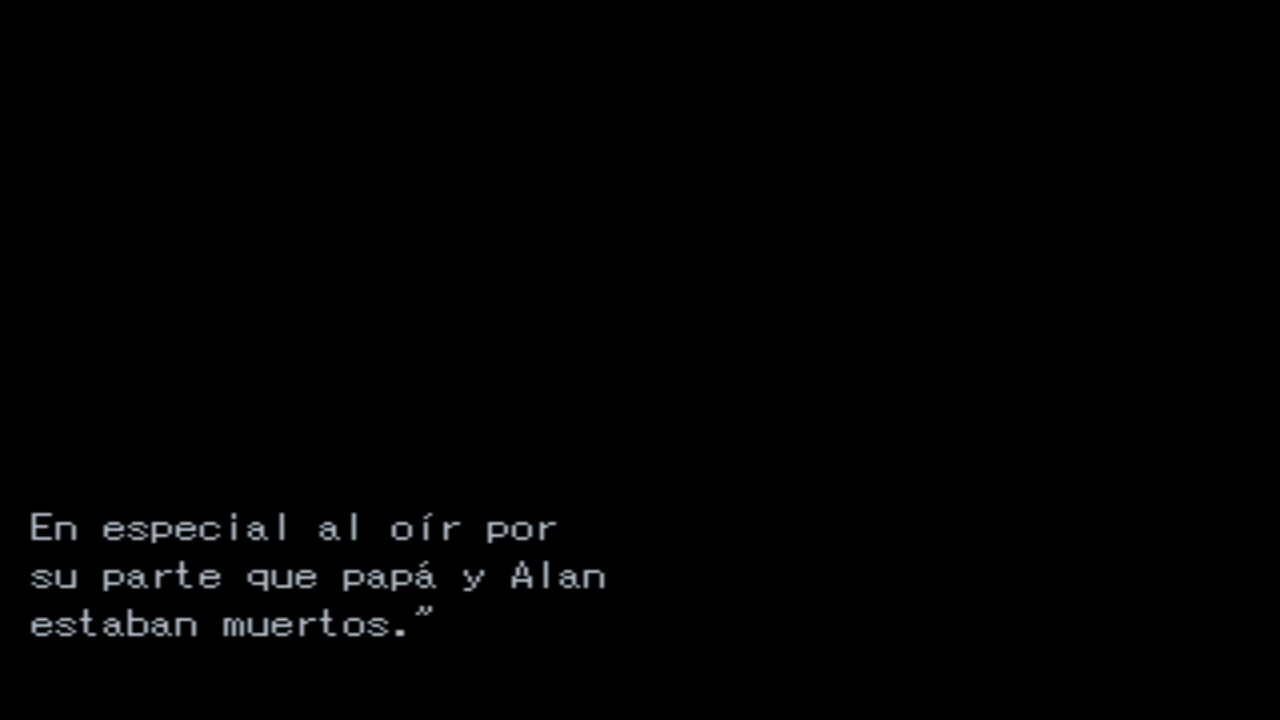 En especial al oír por
su parte que papá y Alan
estaban muertos.”